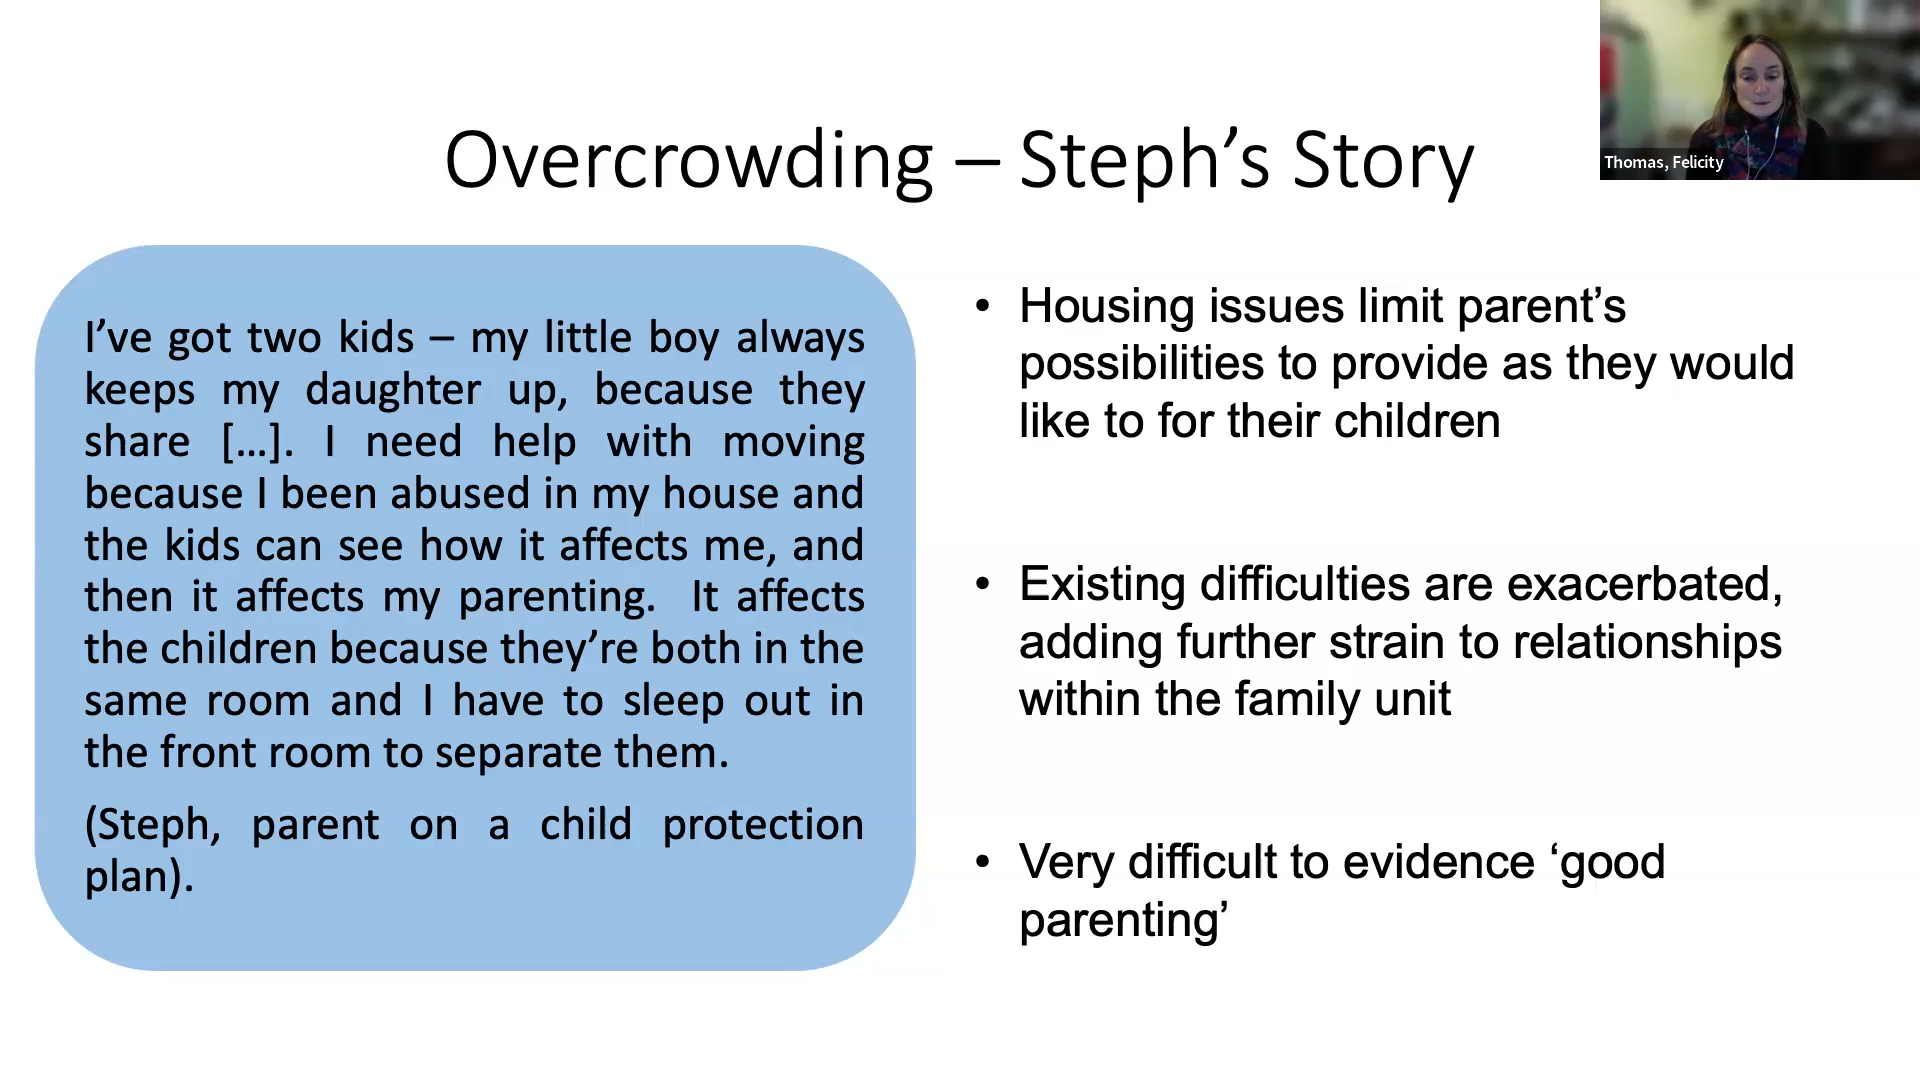 Overcrowding – Steph’s Story
Thomas, Felicity
I’ve got two kids – my little boy always
keeps my daughter up, because they
share […]. I need help with moving
because I been abused in my house and
the kids can see how it affects me, and
then it affects my parenting.  It affects
the children because they’re both in the
same room and I have to sleep out in
the front room to separate them.
(Steph, parent on a child protection
plan).
• Housing issues limit parent’s
possibilities to provide as they would
like to for their children
• Existing difficulties are exacerbated,
adding further strain to relationships
within the family unit
• Very difficult to evidence ‘good
parenting’